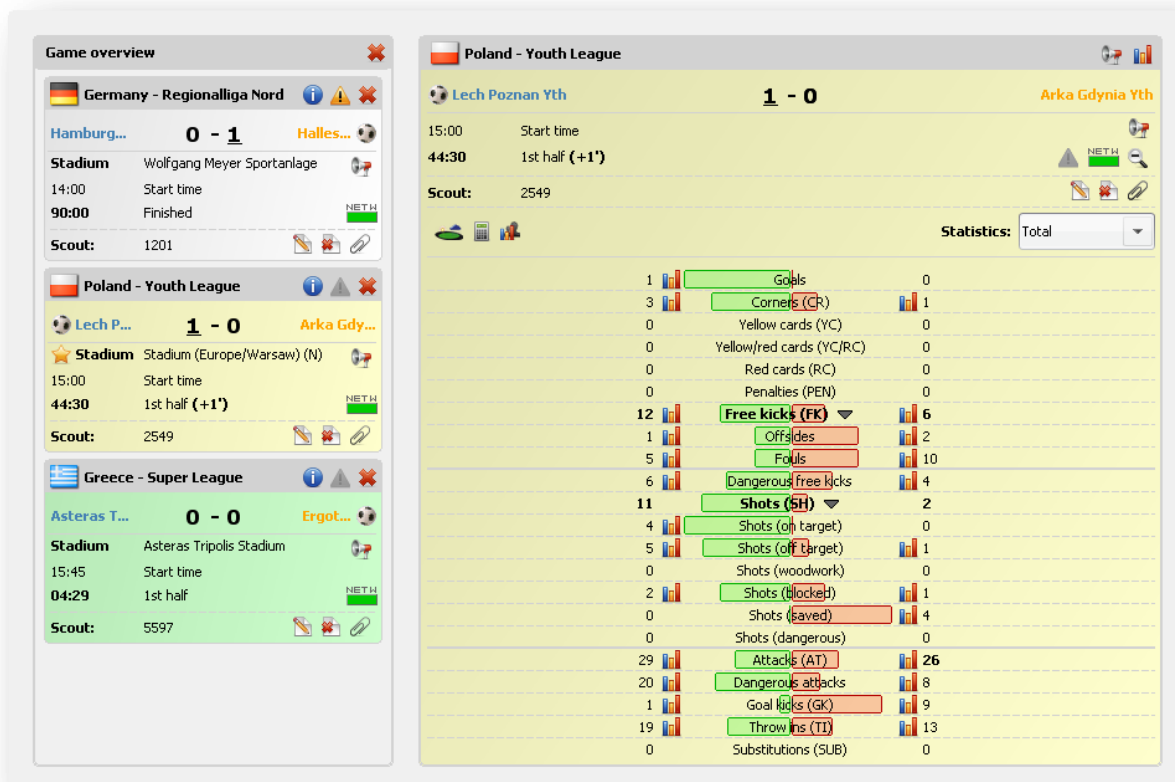 Game overview
Germany - Regionalliga Nord
Hamburg... 0 - 1 Halles...
Stadium Wolfgang Meyer Sportanlage
14:00 Start time
90:00 Finished NETW
Scout: 1201
Poland - Youth League
Lech P... 1 - 0 Arka Gdy...
Stadium Stadium (Europe/Warsaw) (N)
15:00 Start time
44:30 1st half (+1') NETW
Scout: 2549
Greece - Super League
Asteras T... 0 - 0 Ergot...
Stadium Asteras Tripolis Stadium
15:45 Start time
04:29 1st half NETW
Scout: 5597
Poland - Youth League
Lech Poznan Yth 1 - 0 Arka Gdynia Yth
15:00 Start time
44:30 1st half (+1') NETW
Scout: 2549
Statistics: Total
1 Goals 0
3 Corners (CR) 1
0 Yellow cards (YC) 0
0 Yellow/red cards (YC/RC) 0
0 Red cards (RC) 0
0 Penalties (PEN) 0
12 Free kicks (FK) 6
1 Offsides 2
5 Fouls 10
6 Dangerous free kicks 4
11 Shots (SH) 2
4 Shots (on target) 0
5 Shots (off target) 1
0 Shots (woodwork) 0
2 Shots (blocked) 1
0 Shots (saved) 4
0 Shots (dangerous) 0
29 Attacks (AT) 26
20 Dangerous attacks 8
1 Goal kicks (GK) 9
19 Throw ins (TI) 13
0 Substitutions (SUB) 0